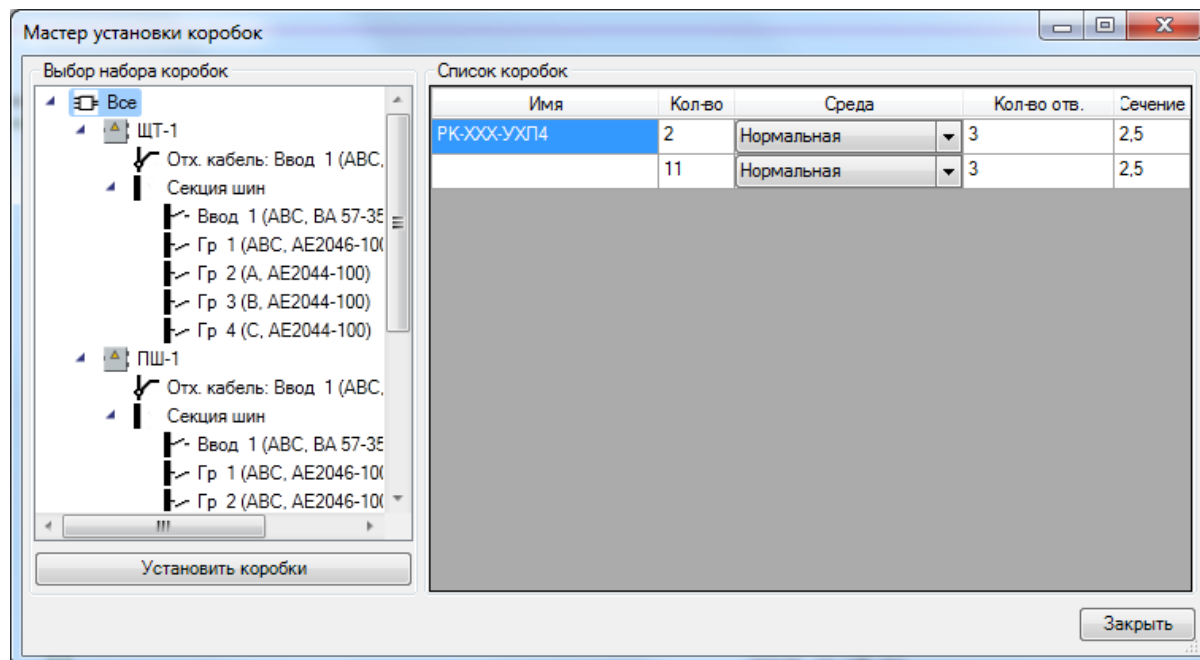 Мастер установки коробок
Выбор набора коробок
Все
ЩТ-1
Отх. кабель: Ввод 1 (ABC,
Секция шин
Ввод 1 (ABC, ВА 57-35
Гр 1 (ABC, АЕ2046-100
Гр 2 (A, АЕ2044-100)
Гр 3 (B, АЕ2044-100)
Гр 4 (C, АЕ2044-100)
ПШ-1
Отх. кабель: Ввод 1 (ABC,
Секция шин
Ввод 1 (ABC, ВА 57-35
Гр 1 (ABC, АЕ2046-100
Гр 2 (ABC, АЕ2046-100
Установить коробки
Список коробок
Имя Кол-во Среда Кол-во отв. Сечение
РК-ХХХ-УХП4 2 Нормальная 3 2,5
11 Нормальная 3 2,5
Закрыть